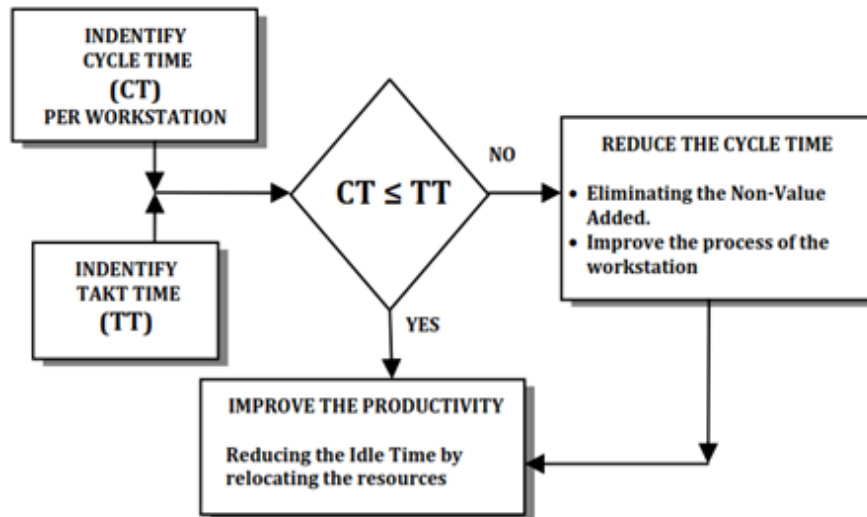 INDENTIFY
CYCLE TIME
(CT)
PER WORKSTATION
INDENTIFY
TAKT TIME
(TT)
CT ≤ TT
NO
YES
REDUCE THE CYCLE TIME
• Eliminating the Non-Value
Added.
• Improve the process of the
workstation
IMPROVE THE PRODUCTIVITY
Reducing the Idle Time by
relocating the resources